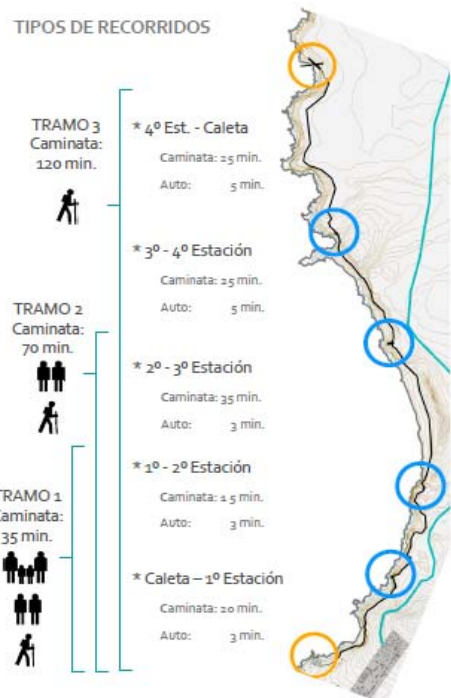 TIPOS DE RECORRIDOS
TRAMO 3
Caminata:
120 min.
* 4º Est. - Caleta
Caminata: 25 min.
Auto: 5 min.
* 3º - 4º Estación
Caminata: 25 min.
Auto: 5 min.
TRAMO 2
Caminata:
70 min.
* 2º - 3º Estación
Caminata: 35 min.
Auto: 3 min.
* 1º - 2º Estación
Caminata: 15 min.
Auto: 3 min.
TRAMO 1
Caminata:
35 min.
* Caleta – 1º Estación
Caminata: 20 min.
Auto: 3 min.